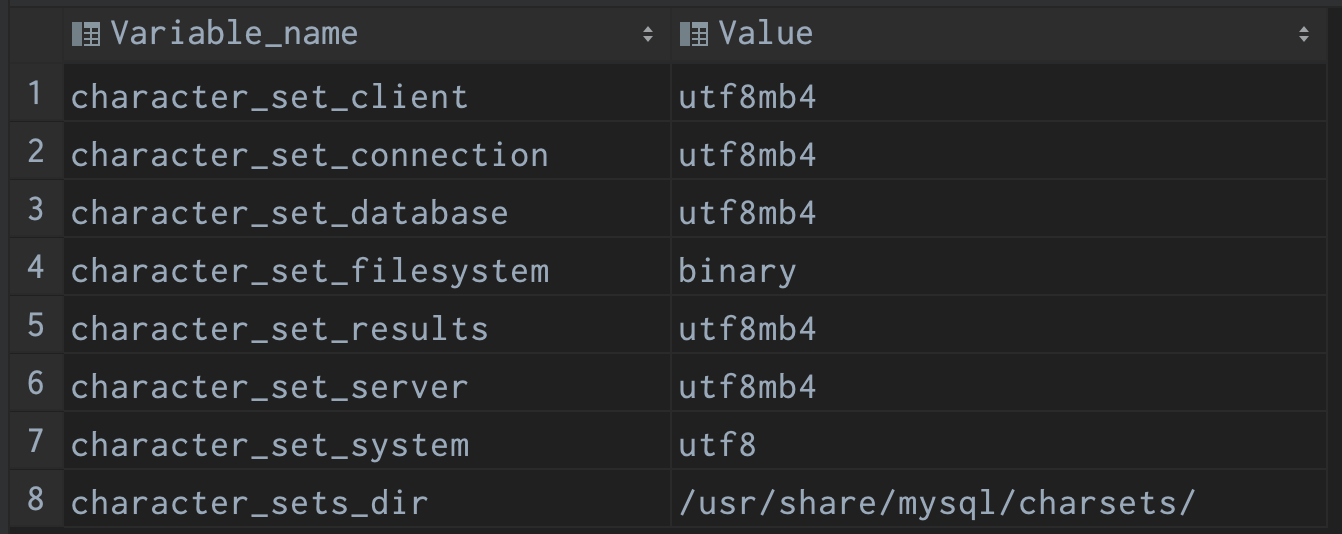 Variable_name Value
1 character_set_client utf8mb4
2 character_set_connection utf8mb4
3 character_set_database utf8mb4
4 character_set_filesystem binary
5 character_set_results utf8mb4
6 character_set_server utf8mb4
7 character_set_system utf8
8 character_sets_dir /usr/share/mysql/charsets/